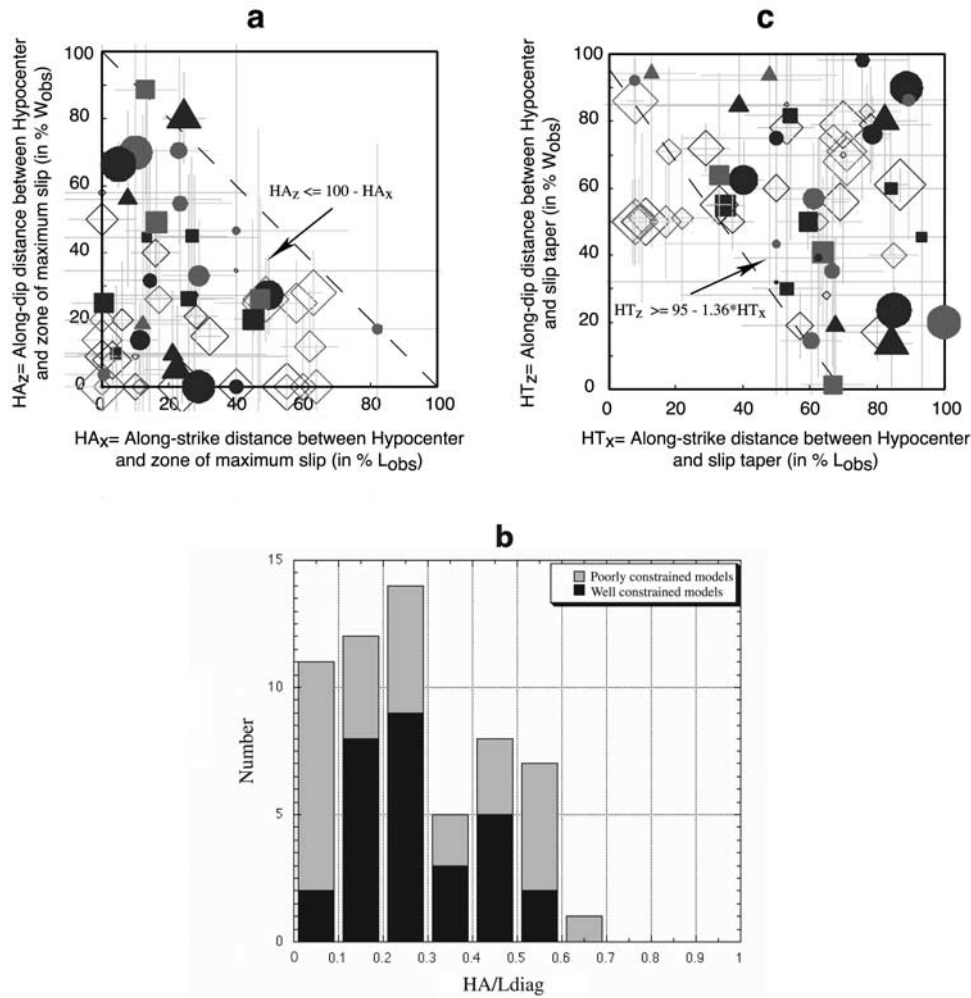 a
HAZ= Along-dip distance between Hypocenter
and zone of maximum slip (in % Wobs)
100
80
60
40
20
0
HAZ <= 100 - HAX
0
20
40
60
80
100
HAX= Along-strike distance between Hypocenter
and zone of maximum slip (in % Lobs)
c
HTZ= Along-dip distance between Hypocenter
and slip taper (in % Wobs)
100
80
60
40
20
0
HTZ >= 95 - 1.36*HTX
0
20
40
60
80
100
HTX= Along-strike distance between Hypocenter
and slip taper (in % Lobs)
b
15
10
5
0
Number
Poorly constrained models
Well constrained models
0
0.1
0.2
0.3
0.4
0.5
0.6
0.7
0.8
0.9
1
HA/Ldiag